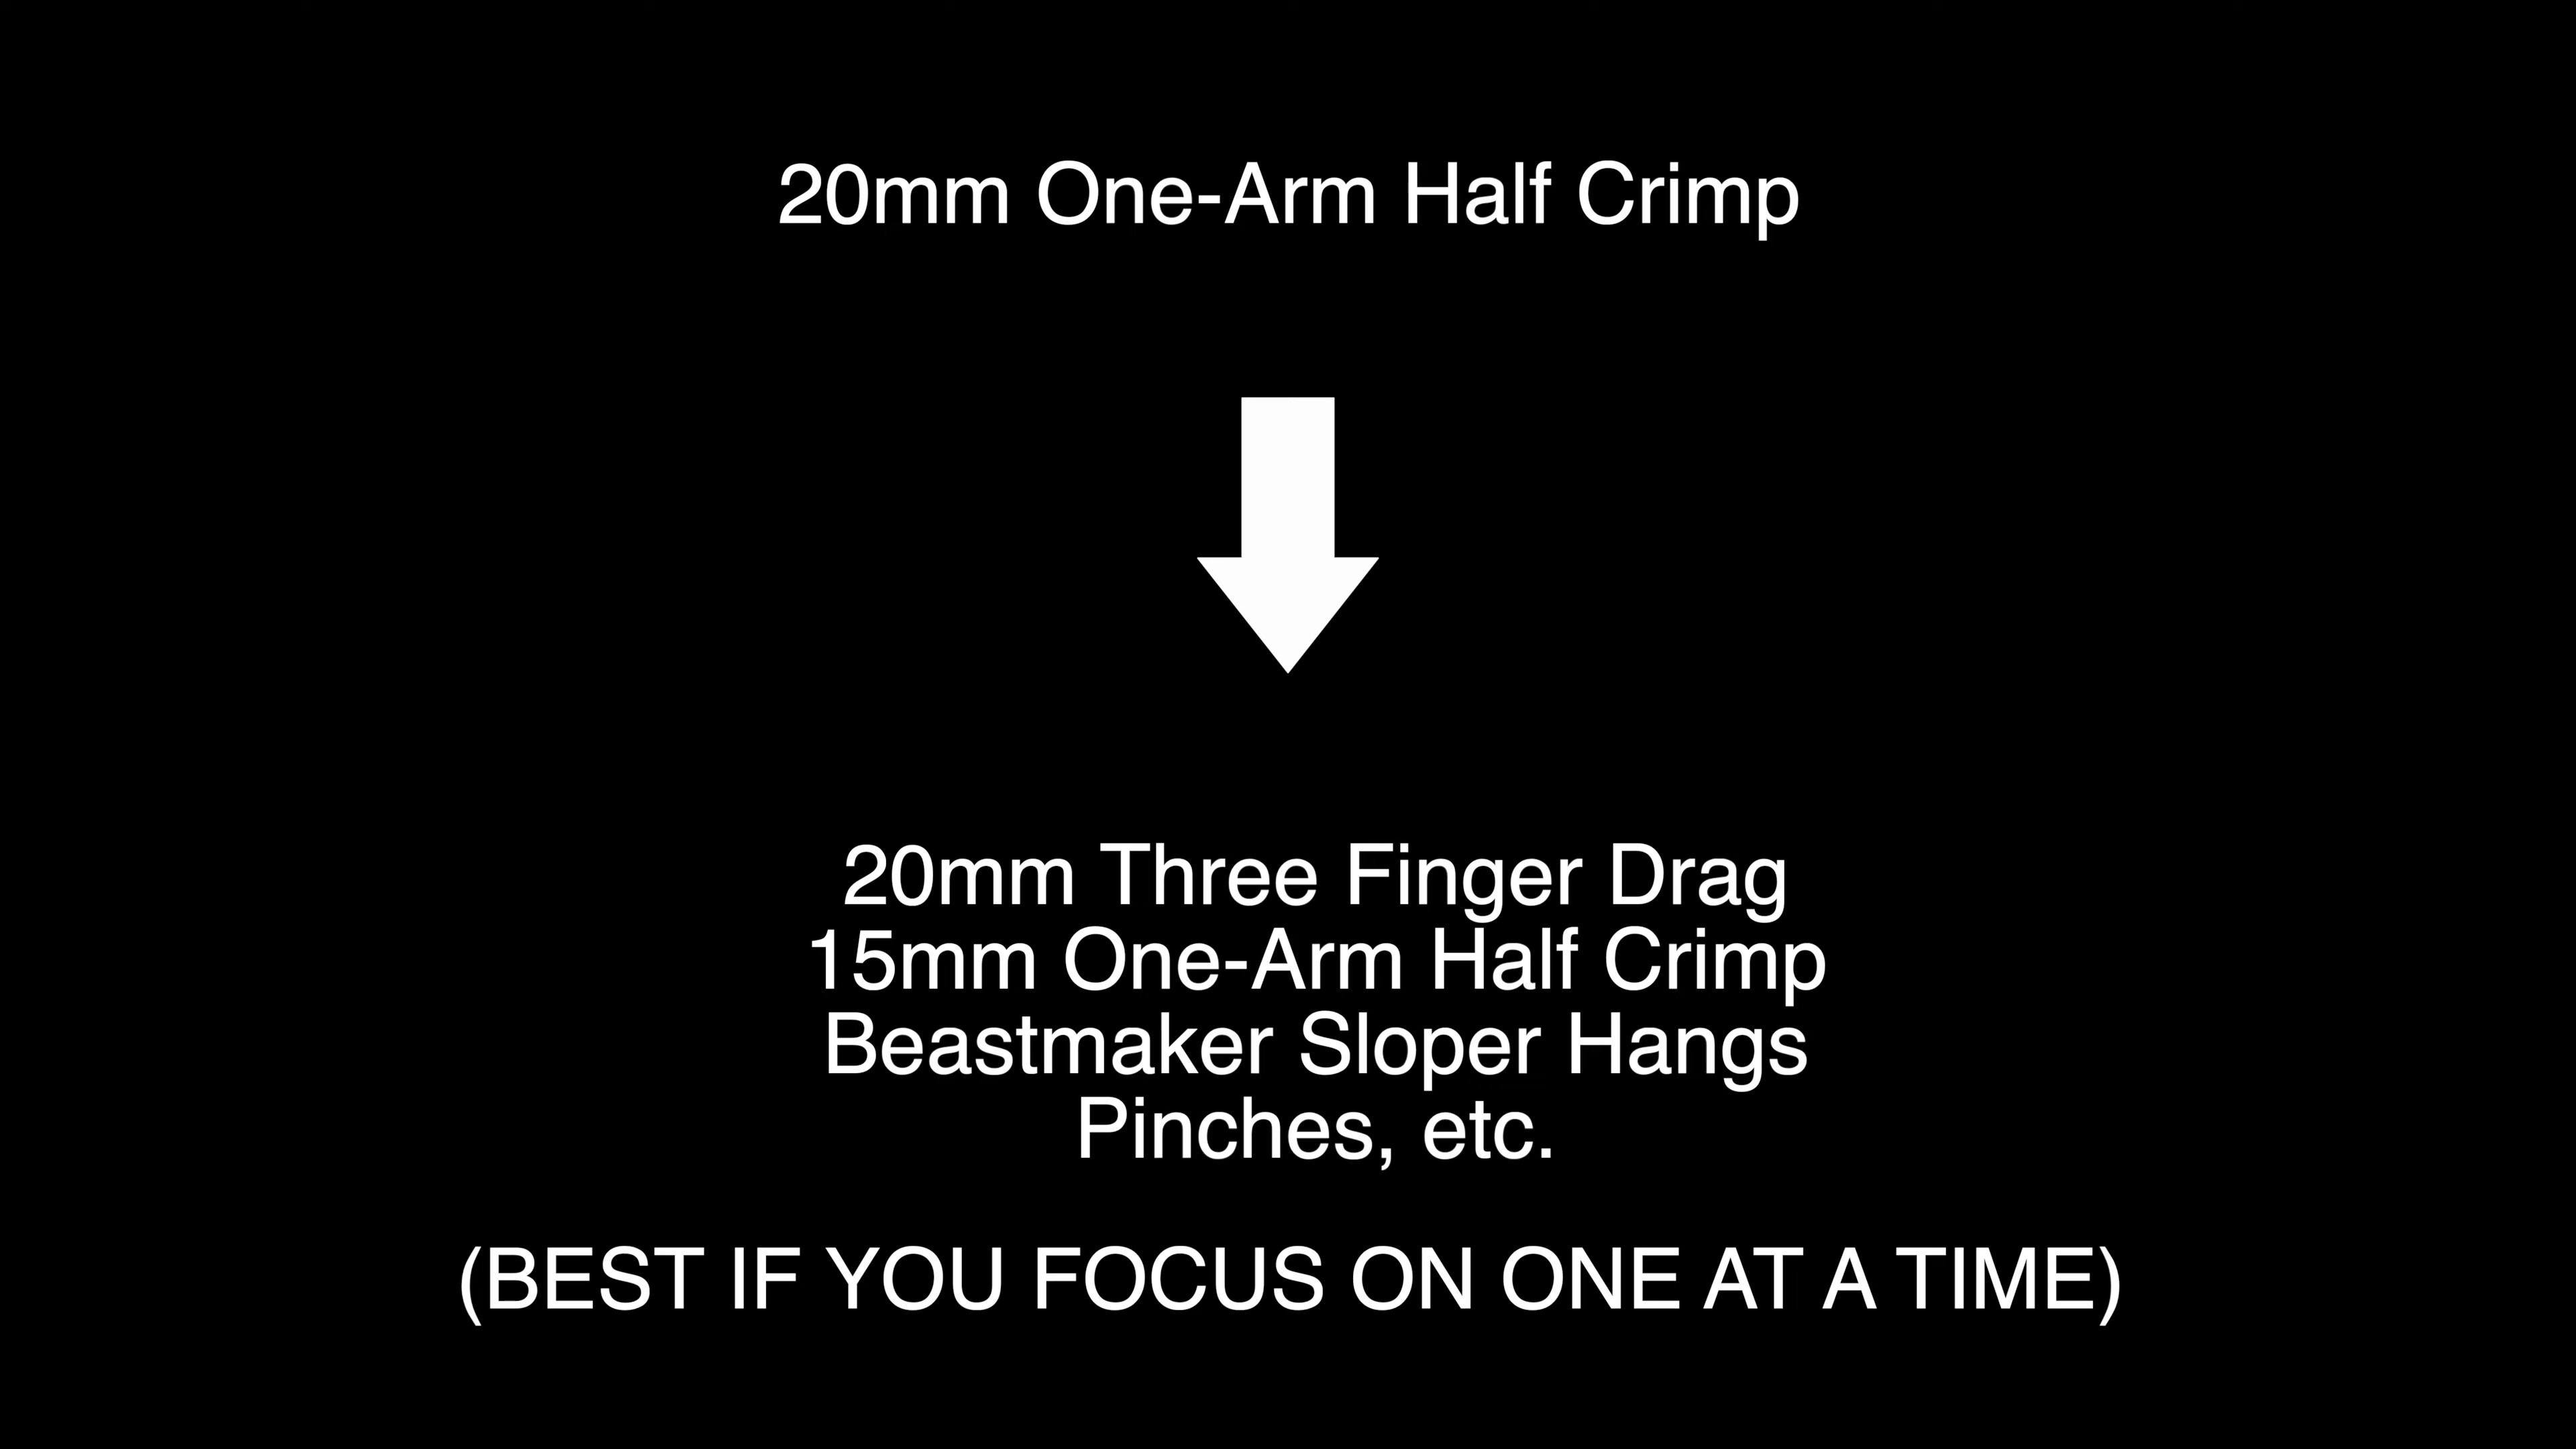 20mm One-Arm Half Crimp
20mm Three Finger Drag
15mm One-Arm Half Crimp
Beastmaker Sloper Hangs
Pinches, etc.
(BEST IF YOU FOCUS ON ONE AT A TIME)